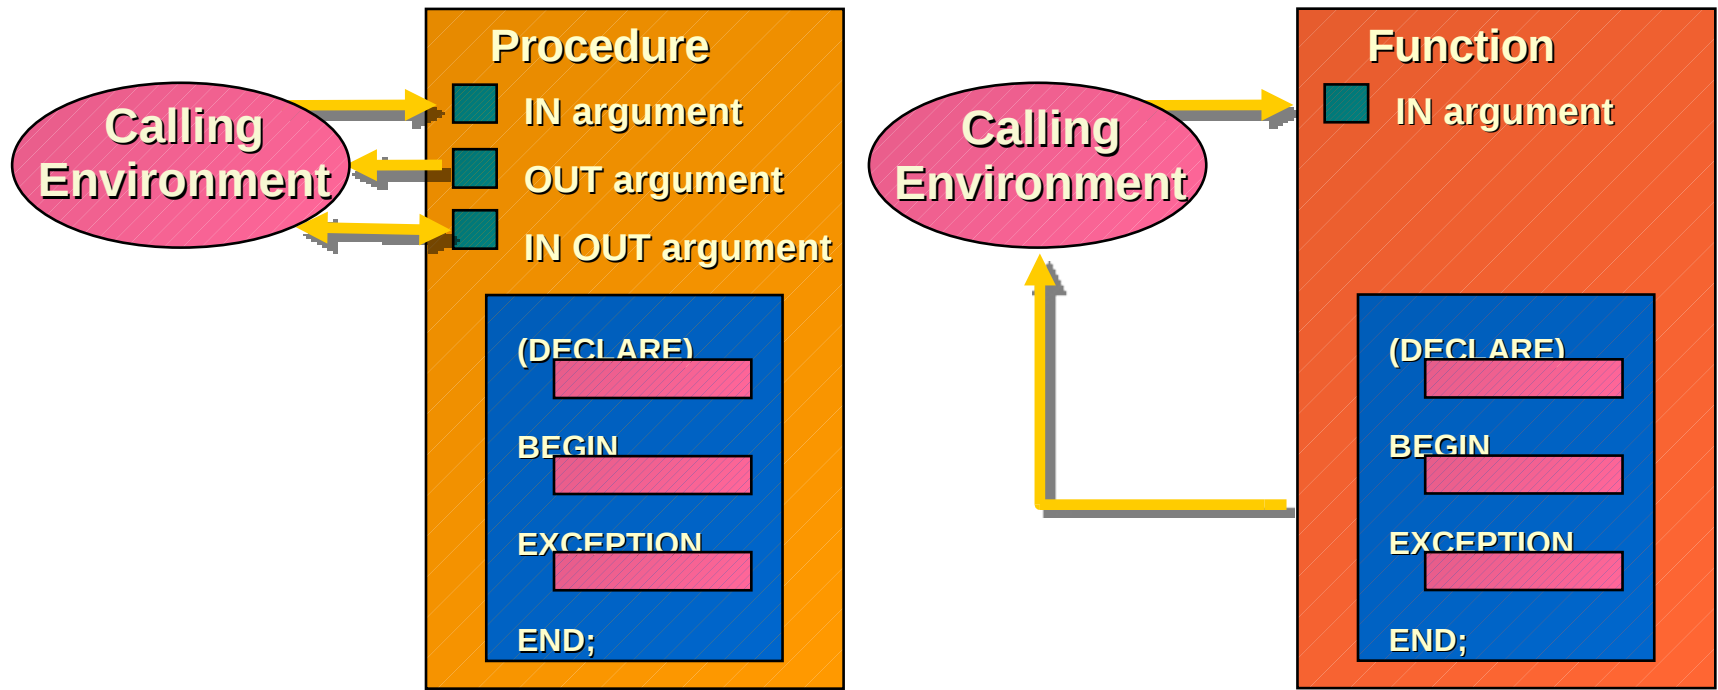 Procedure
Calling
Environment
IN argument
OUT argument
IN OUT argument
(DECLARE)
BEGIN
EXCEPTION
END;
Function
Calling
Environment
IN argument
(DECLARE)
BEGIN
EXCEPTION
END;